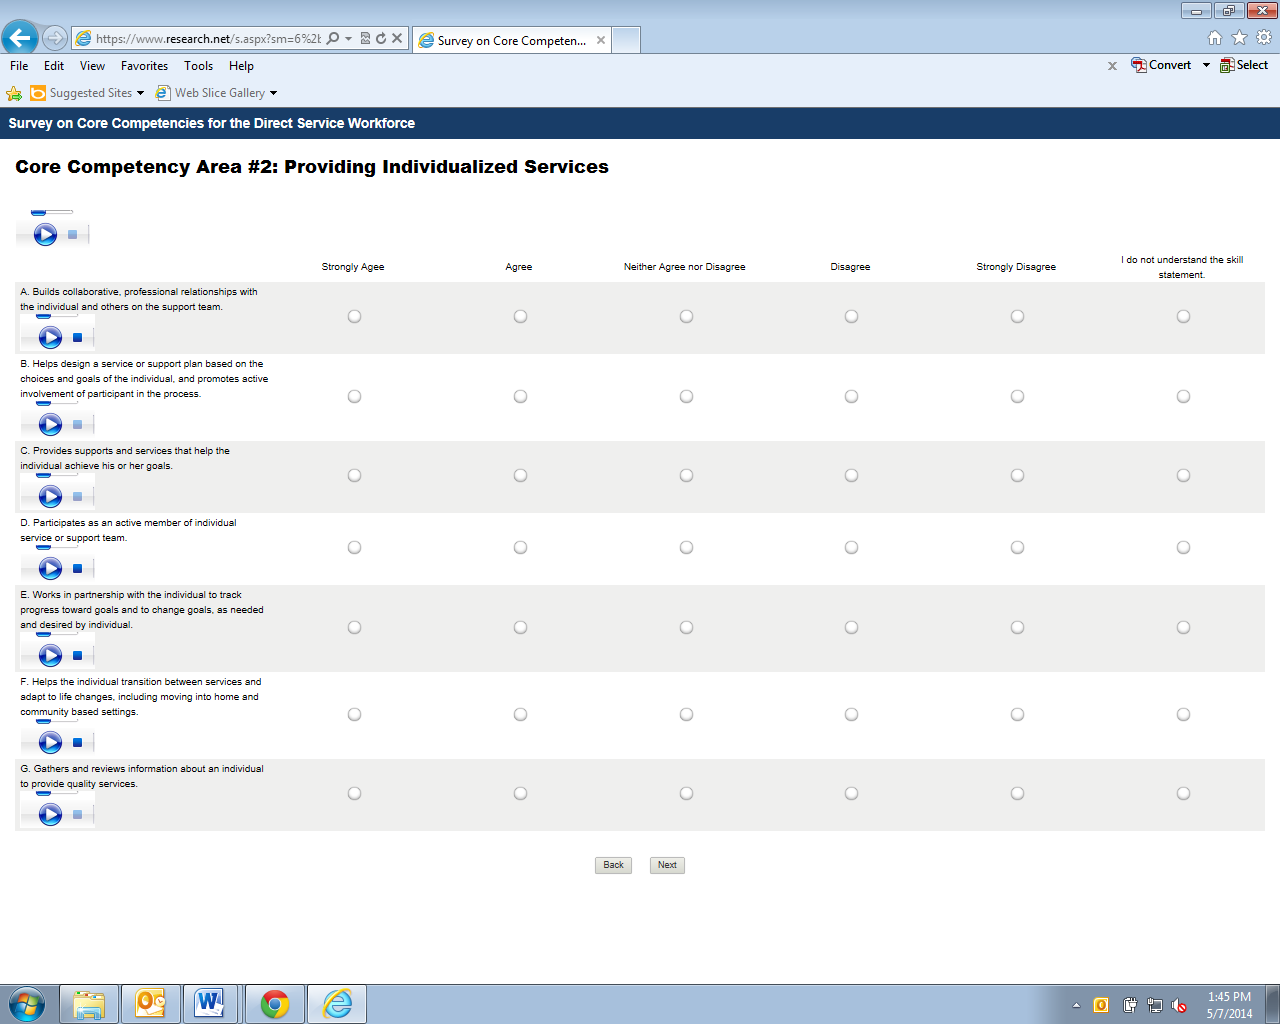 https://www.research.net/s.aspx?sm=6%2t
Survey on Core Competen...
File Edit View Favorites Tools Help
Convert Select
Suggested Sites Web Slice Gallery
Survey on Core Competencies for the Direct Service Workforce
Core Competency Area #2: Providing Individualized Services
Strongly Agee Agree Neither Agree nor Disagree Disagree Strongly Disagree I do not understand the skill
statement.
A. Builds collaborative, professional relationships with
the individual and others on the support team.
B. Helps design a service or support plan based on the
choices and goals of the individual, and promotes active
involvement of participant in the process.
C. Provides supports and services that help the
individual achieve his or her goals.
D. Participates as an active member of individual
service or support team.
E. Works in partnership with the individual to track
progress toward goals and to change goals, as needed
and desired by individual.
F. Helps the individual transition between services and
adapt to life changes, including moving into home and
community based settings.
G. Gathers and reviews information about an individual
to provide quality services.
Back Next
1:45 PM
5/7/2014